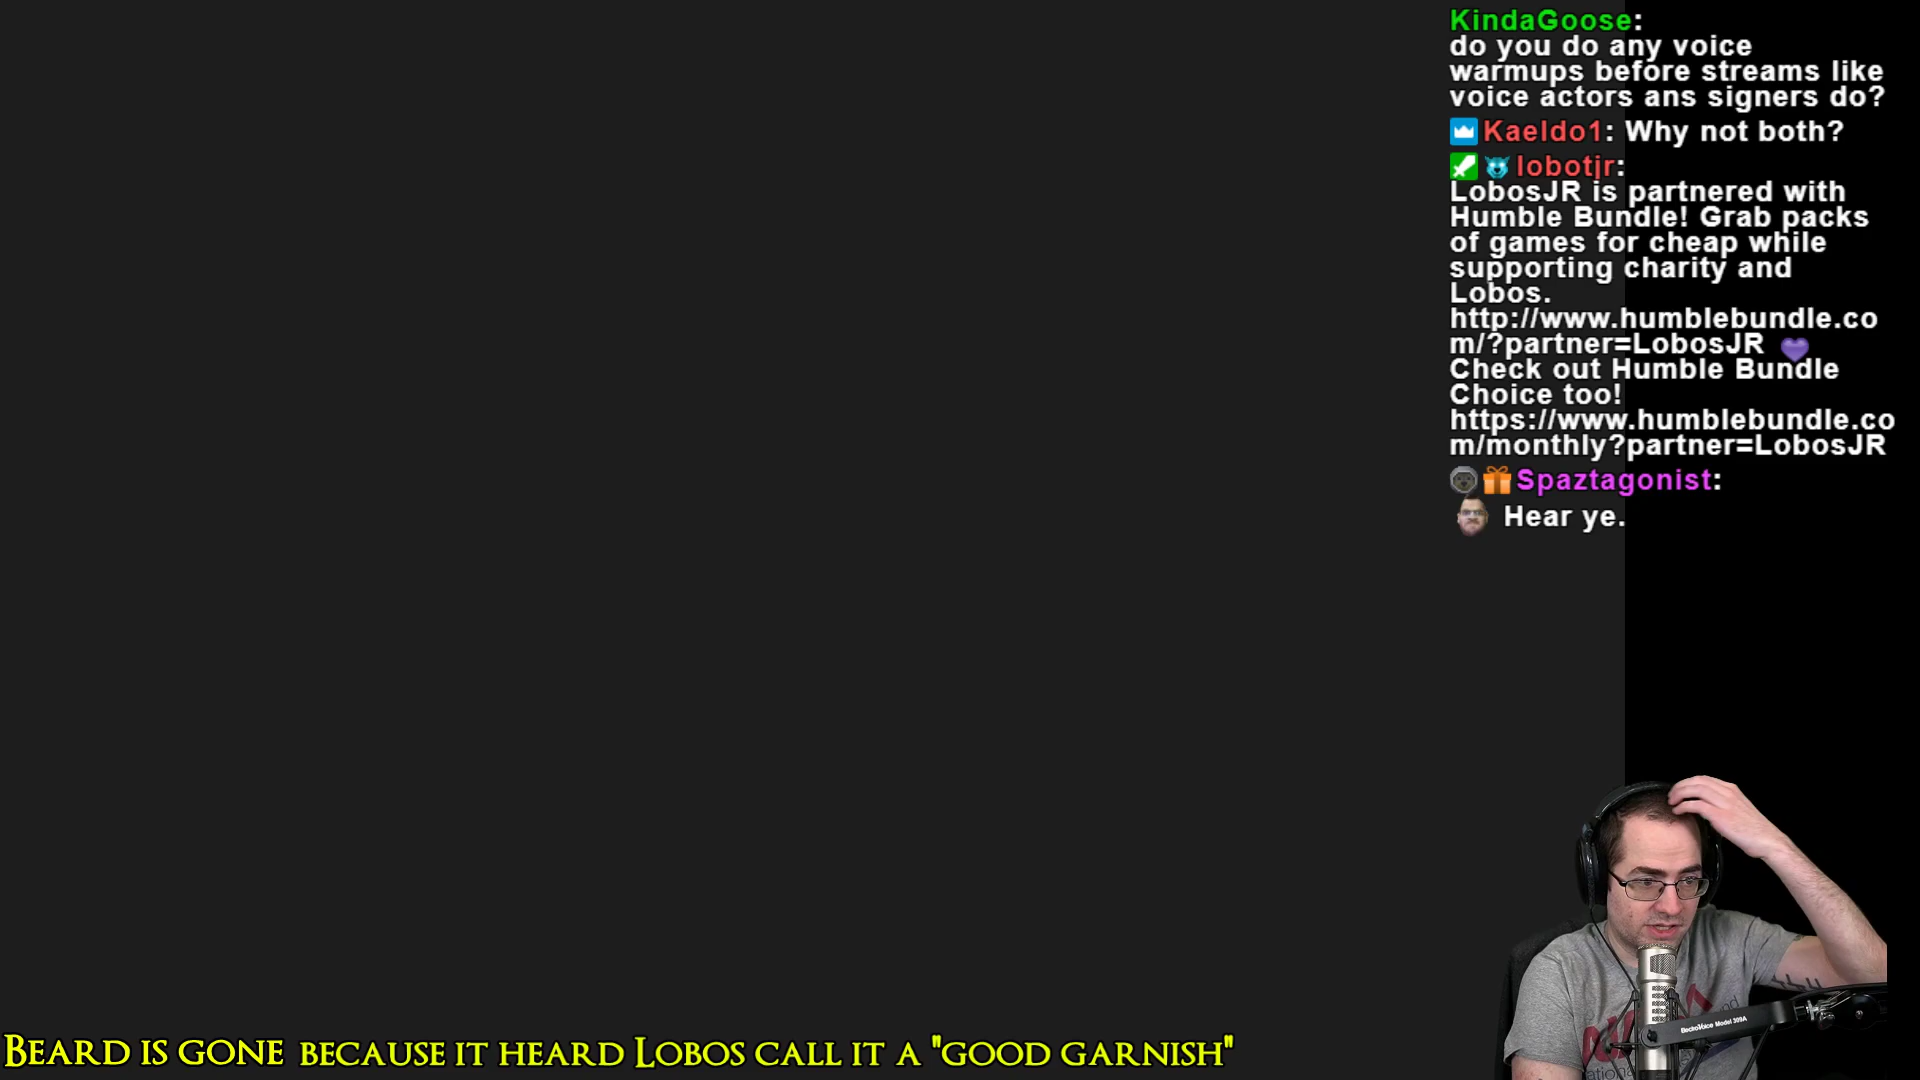 KindaGoose:
do you do any voice
warmups before streams like
voice actors ans signers do?
Kaeldo1: Why not both?
lobotjr:
LobosJR is partnered with
Humble Bundle! Grab packs
of games for cheap while
supporting charity and
Lobos.
http://www.humblebundle.co
m/?partner=LobosJR
Check out Humble Bundle
Choice too!
https://www.humblebundle.co
m/monthly?partner=LobosJR
Spaztagonist:
Hear ye.
ElectroVoice Model 309A
BEARD IS GONE BECAUSE IT HEARD LOBOS CALL IT A "GOOD GARNISH"